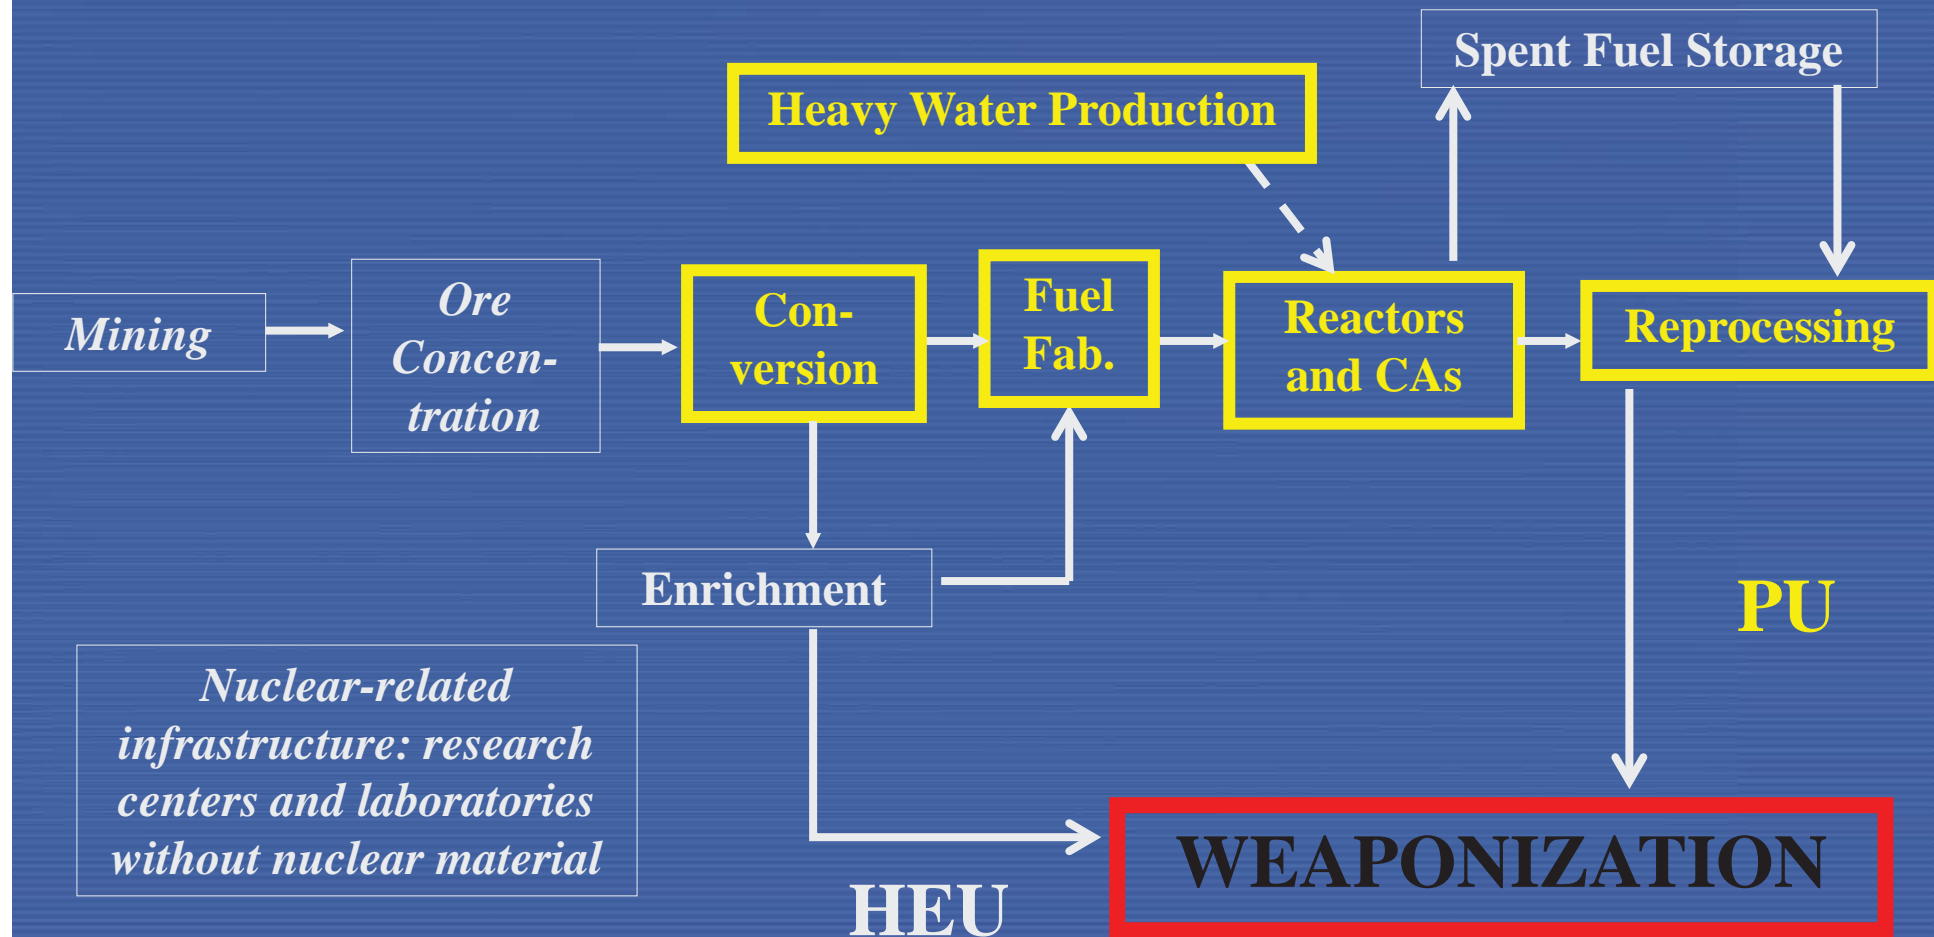 Spent Fuel Storage
Heavy Water Production
Mining
Ore
Concen-
tration
Con-
version
Fuel
Fab.
Reactors
and CAs
Reprocessing
Enrichment
PU
Nuclear-related
infrastructure: research
centers and laboratories
without nuclear material
WEAPONIZATION
HEU